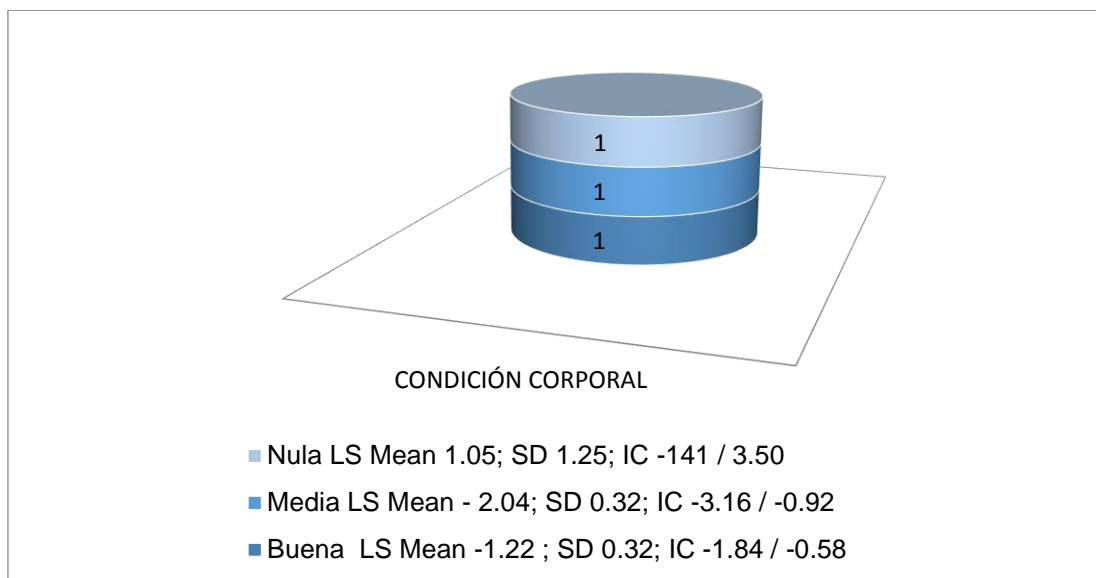 1
1
1
CONDICIÓN CORPORAL
Nula LS Mean 1.05; SD 1.25; IC -141 / 3.50
Media LS Mean - 2.04; SD 0.32; IC -3.16 / -0.92
Buena  LS Mean -1.22 ; SD 0.32; IC -1.84 / -0.58